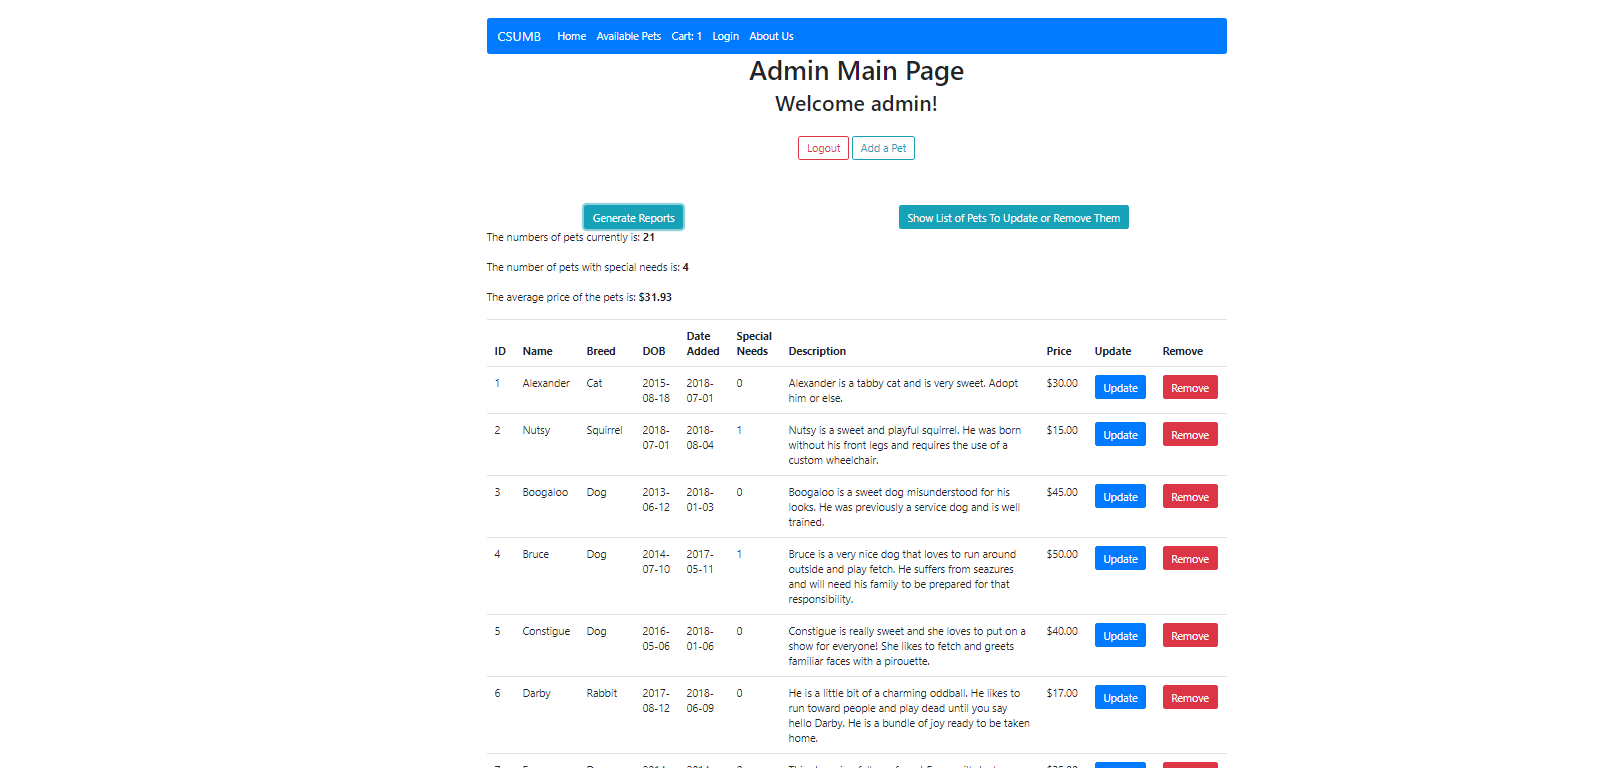 CSUMB Home Available Pets Cart: 1 Login About Us
Admin Main Page
Welcome admin!
Logout Add a Pet
Generate Reports Show List of Pets To Update or Remove Them
The numbers of pets currently is: 21
The number of pets with special needs is: 4
The average price of the pets is: $31.93
Date Special
ID Name Breed DOB Added Needs Description Price Update Remove
1 Alexander Cat 2015- 2018- 0 Alexander is a tabby cat and is very sweet. Adopt $30.00 Update Remove
08-18 07-01 him or else.
2 Nutsy Squirrel 2018- 2018- 1 Nutsy is a sweet and playful squirrel. He was born $15.00 Update Remove
07-01 08-04 without his front legs and requires the use of a
custom wheelchair.
3 Boogaloo Dog 2013- 2018- 0 Boogaloo is a sweet dog misunderstood for his $45.00 Update Remove
06-12 01-03 looks. He was previously a service dog and is well
trained.
4 Bruce Dog 2014- 2017- 1 Bruce is a very nice dog that loves to run around $50.00 Update Remove
07-10 05-11 outside and play fetch. He suffers from seazures
and will need his family to be prepared for that
responsibility.
5 Constigue Dog 2016- 2018- 0 Constigue is really sweet and she loves to put on a $40.00 Update Remove
05-06 01-06 show for everyone! She likes to fetch and greets
familiar faces with a pirouette.
6 Darby Rabbit 2017- 2018- 0 He is a little bit of a charming oddball. He likes to $17.00 Update Remove
08-12 06-09 run toward people and play dead until you say
hello Darby. He is a bundle of joy ready to be taken
home.